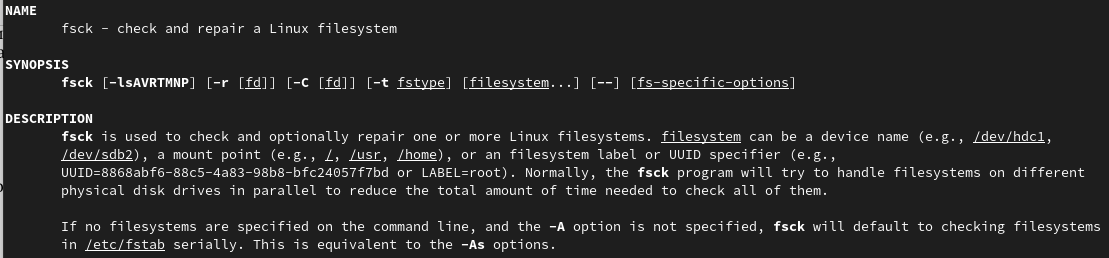 NAME
fsck - check and repair a Linux filesystem
SYNOPSIS
fsck [-lsAVRTMNP] [-r [fd]] [-C [fd]] [-t fstype] [filesystem...] [--] [fs-specific-options]
DESCRIPTION
fsck is used to check and optionally repair one or more Linux filesystems. filesystem can be a device name (e.g., /dev/hdc1,
/dev/sdb2), a mount point (e.g., /, /usr, /home), or an filesystem label or UUID specifier (e.g.,
UUID=8868abf6-88c5-4a83-98b8-bfc24057f7bd or LABEL=root). Normally, the fsck program will try to handle filesystems on different
physical disk drives in parallel to reduce the total amount of time needed to check all of them.
If no filesystems are specified on the command line, and the -A option is not specified, fsck will default to checking filesystems
in /etc/fstab serially. This is equivalent to the -As options.